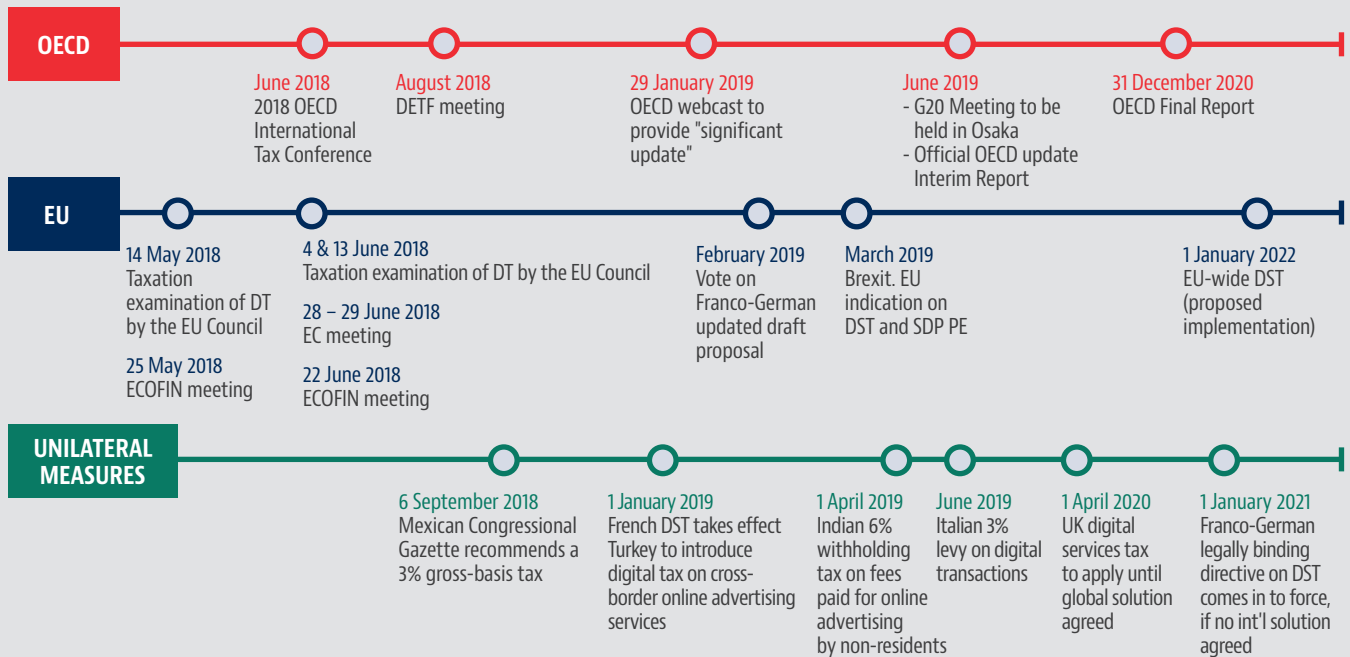 OECD
June 2018
2018 OECD
International
Tax Conference
August 2018
DETF meeting
29 January 2019
OECD webcast to
provide "significant
update"
June 2019
- G20 Meeting to be
held in Osaka
- Official OECD update
Interim Report
31 December 2020
OECD Final Report
EU
14 May 2018
Taxation
examination of DT
by the EU Council
25 May 2018
ECOFIN meeting
4 & 13 June 2018
Taxation examination of DT by the EU Council
28 – 29 June 2018
EC meeting
22 June 2018
ECOFIN meeting
February 2019
Vote on
Franco-German
updated draft
proposal
March 2019
Brexit. EU
indication on
DST and SDP PE
1 January 2022
EU-wide DST
(proposed
implementation)
UNILATERAL
MEASURES
6 September 2018
Mexican Congressional
Gazette recommends a
3% gross-basis tax
1 January 2019
French DST takes effect
Turkey to introduce
digital tax on cross-
border online advertising
services
1 April 2019
Indian 6%
withholding
tax on fees
paid for online
advertising
by non-residents
June 2019
Italian 3%
levy on digital
transactions
1 April 2020
UK digital
services tax
to apply until
global solution
agreed
1 January 2021
Franco-German
legally binding
directive on DST
comes in to force,
if no int'l solution
agreed